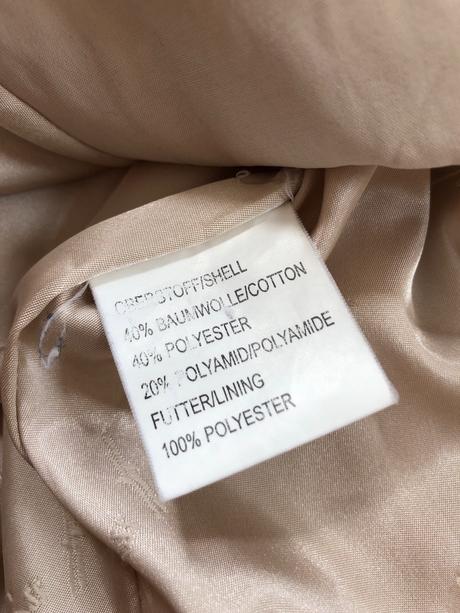 OBERSTOFF/SHELL
40% BAUMWOLLE/COTTON
40% POLYESTER
20% POLYAMID/POLYAMIDE
FUTTER/LINING
100% POLYESTER